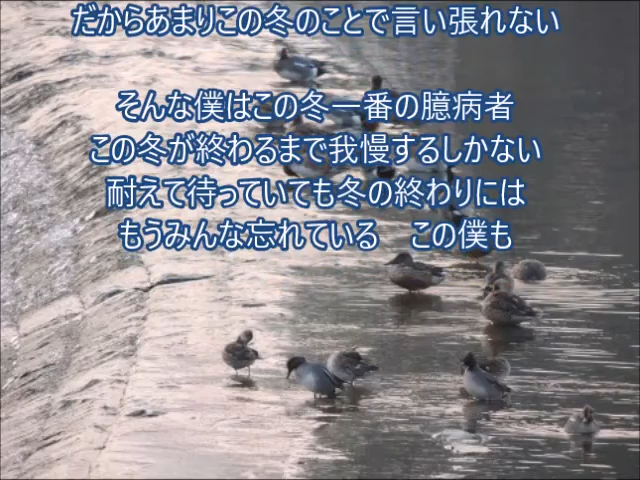 だからあまりこの冬のことで言い張れない
そんな僕はこの冬一番の臆病者
この冬が終わるまで我慢するしかない
耐えて待っていても冬の終わりには
もうみんな忘れている　この僕も